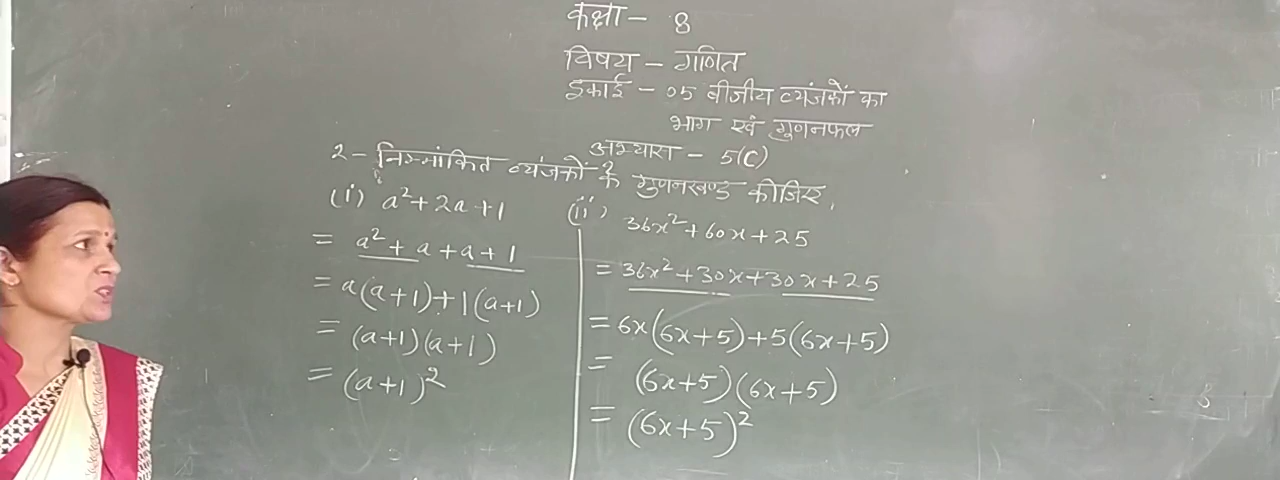 कक्षा - 8
विषय - गणित
इकाई - 05 बीजीय व्यंजकों का
भाग एवं गुणनफल
अभ्यास - 5(C)
2 - निम्नांकित व्यंजकों के गुणनखण्ड कीजिए,
(i) a² + 2a + 1
= a² + a + a + 1
= a(a+1)+1(a+1)
= (a+1)(a+1)
= (a+1)²
(ii) 36x² + 60x + 25
= 36x² + 30x + 30x + 25
= 6x(6x+5)+5(6x+5)
= (6x+5)(6x+5)
= (6x+5)²